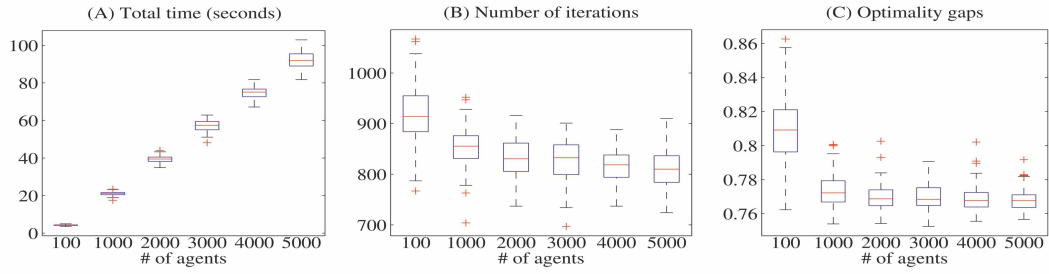 (A) Total time (seconds)
100
80
60
40
20
0
100 1000 2000 3000 4000 5000
# of agents
(B) Number of iterations
1000
900
800
700
100 1000 2000 3000 4000 5000
# of agents
(C) Optimality gaps
0.86
0.84
0.82
0.8
0.78
0.76
100 1000 2000 3000 4000 5000
# of agents